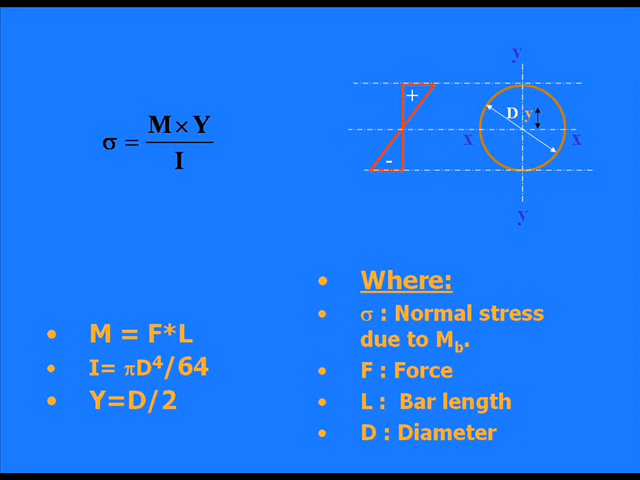 σ = M × Y / I
y
+
D y
x x
-
y
• M = F*L
• I= πD⁴/64
• Y=D/2
• Where:
• σ : Normal stress
due to Mb.
• F : Force
• L : Bar length
• D : Diameter